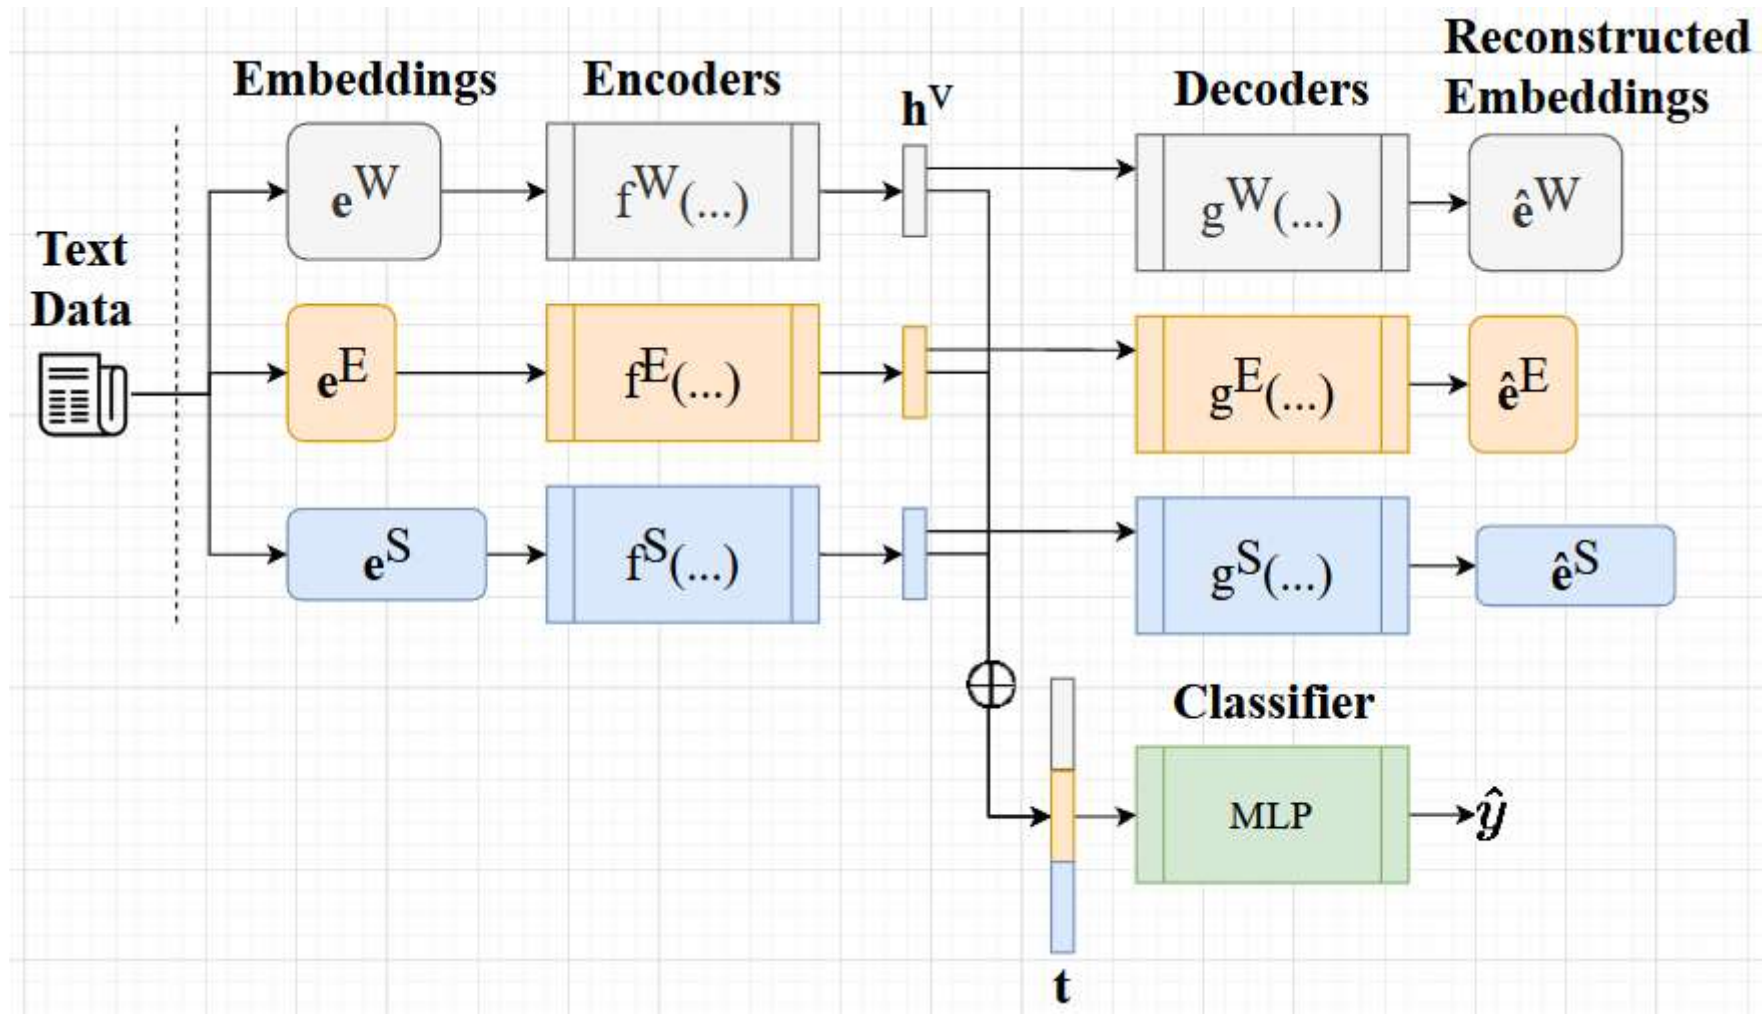 Embeddings
Encoders
h^V
Decoders
Reconstructed
Embeddings
Text
Data
e^W
f^W(...)
g^W(...)
ê^W
e^E
f^E(...)
g^E(...)
ê^E
e^S
f^S(...)
g^S(...)
ê^S
Classifier
MLP
ŷ
t